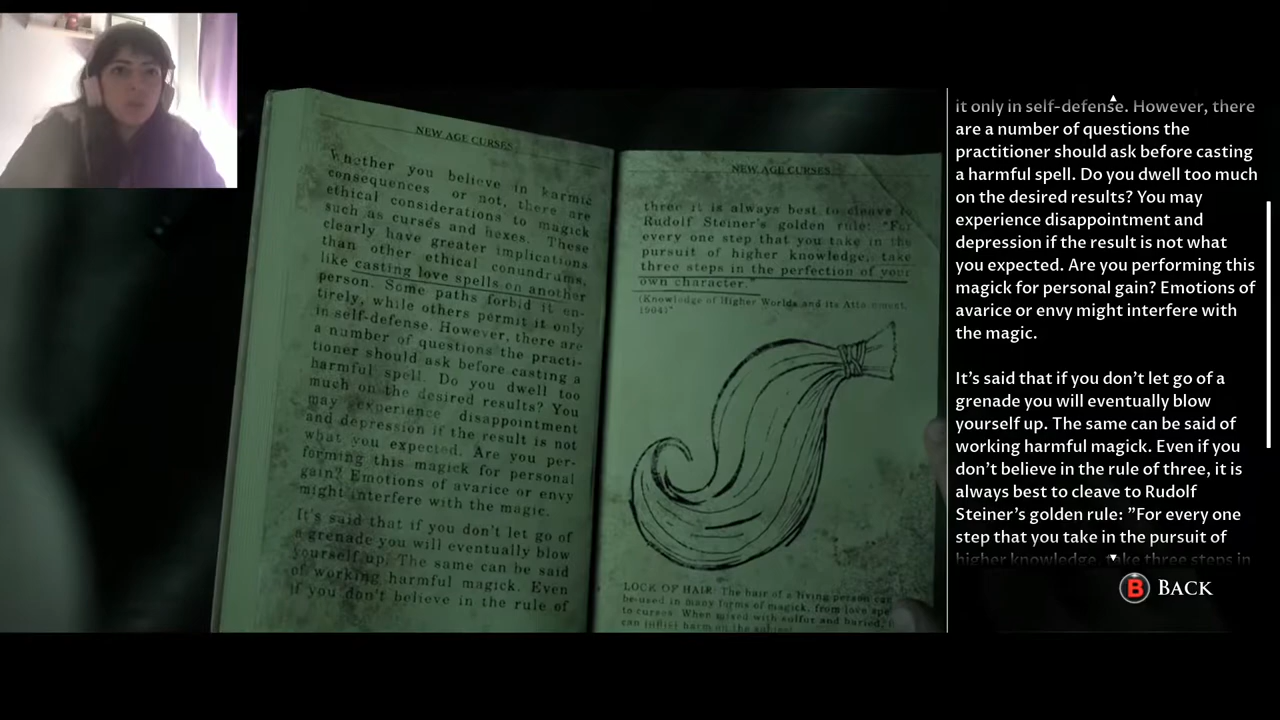 NEW AGE CURSES
Whether you believe in karmic
consequences or not, there are
ethical considerations to magick
such as curses and hexes. These
clearly have greater implications
than other ethical conundrums,
like casting love spells on another
person. Some paths forbid it en-
tirely, while others permit it only
in self-defense. However, there are
a number of questions the practi-
tioner should ask before casting a
harmful spell. Do you dwell too
much on the desired results? You
may experience disappointment
and depression if the result is not
what you expected. Are you per-
forming this magick for personal
gain? Emotions of avarice or envy
might interfere with the magic.
It's said that if you don't let go of
a grenade you will eventually blow
yourself up. The same can be said
of working harmful magick. Even
if you don't believe in the rule of
NEW AGE CURSES
three it is always best to cleave to
Rudolf Steiner's golden rule: "For
every one step that you take in the
pursuit of higher knowledge, take
three steps in the perfection of your
own character."
(Knowledge of Higher Worlds and its
1904)"
LOCK OF HAIR: The hair of a living person can
be used in many forms of magick, from love
to curses. When mixed with sulfur and buried,
can inflict harm on the
it only in self-defense. However, there
are a number of questions the
practitioner should ask before casting
a harmful spell. Do you dwell too much
on the desired results? You may
experience disappointment and
depression if the result is not what
you expected. Are you performing this
magick for personal gain? Emotions of
avarice or envy might interfere with
the magic.
It's said that if you don't let go of a
grenade you will eventually blow
yourself up. The same can be said of
working harmful magick. Even if you
don't believe in the rule of three, it is
always best to cleave to Rudolf
Steiner's golden rule: "For every one
step that you take in the pursuit of
higher knowledge, take three steps in
B BACK